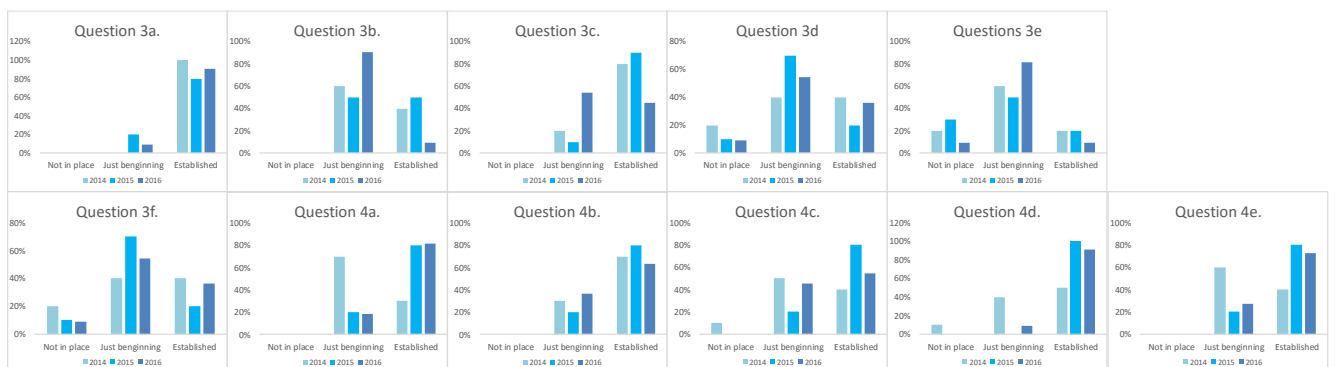 Question 3a.
120%
100%
80%
60%
40%
20%
0%
Not in place Just benginning Established
2014 2015 2016
Question 3b.
100%
80%
60%
40%
20%
0%
Not in place Just benginning Established
2014 2015 2016
Question 3c.
100%
80%
60%
40%
20%
0%
Not in place Just benginning Established
2014 2015 2016
Question 3d
80%
60%
40%
20%
0%
Not in place Just benginning Established
2014 2015 2016
Questions 3e
100%
80%
60%
40%
20%
0%
Not in place Just benginning Established
2014 2015 2016
Question 3f.
80%
60%
40%
20%
0%
Not in place Just benginning Established
2014 2015 2016
Question 4a.
100%
80%
60%
40%
20%
0%
Not in place Just benginning Established
2014 2015 2016
Question 4b.
100%
80%
60%
40%
20%
0%
Not in place Just benginning Established
2014 2015 2016
Question 4c.
100%
80%
60%
40%
20%
0%
Not in place Just benginning Established
2014 2015 2016
Question 4d.
120%
100%
80%
60%
40%
20%
0%
Not in place Just benginning Established
2014 2015 2016
Question 4e.
100%
80%
60%
40%
20%
0%
Not in place Just benginning Established
2014 2015 2016